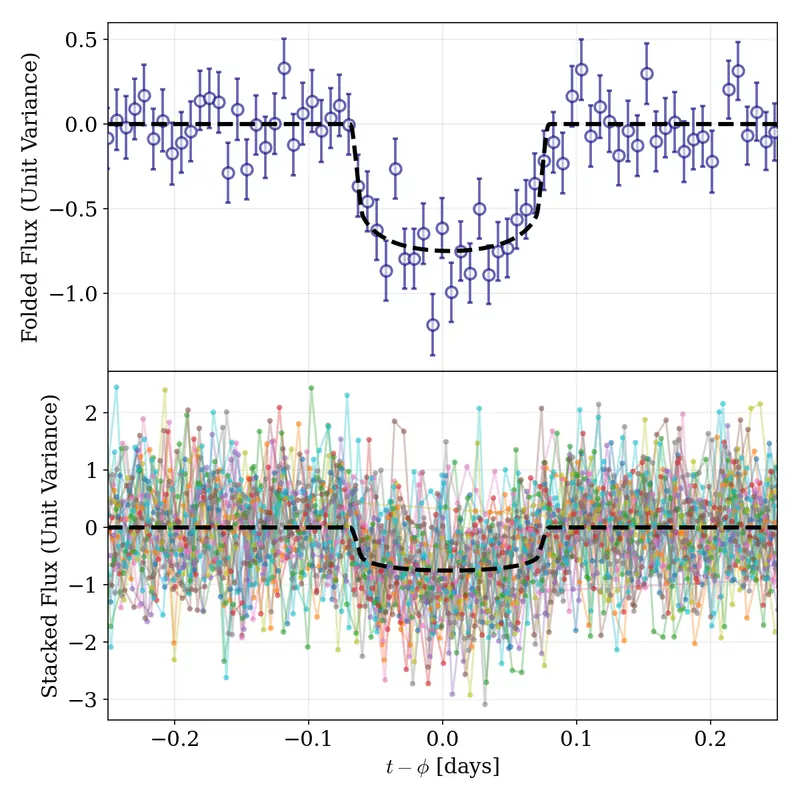 Folded Flux (Unit Variance)
0.5
0.0
−0.5
−1.0
Stacked Flux (Unit Variance)
2
1
0
−1
−2
−3
−0.2 −0.1 0.0 0.1 0.2
t − ϕ [days]